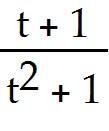 t + 1
t² + 1